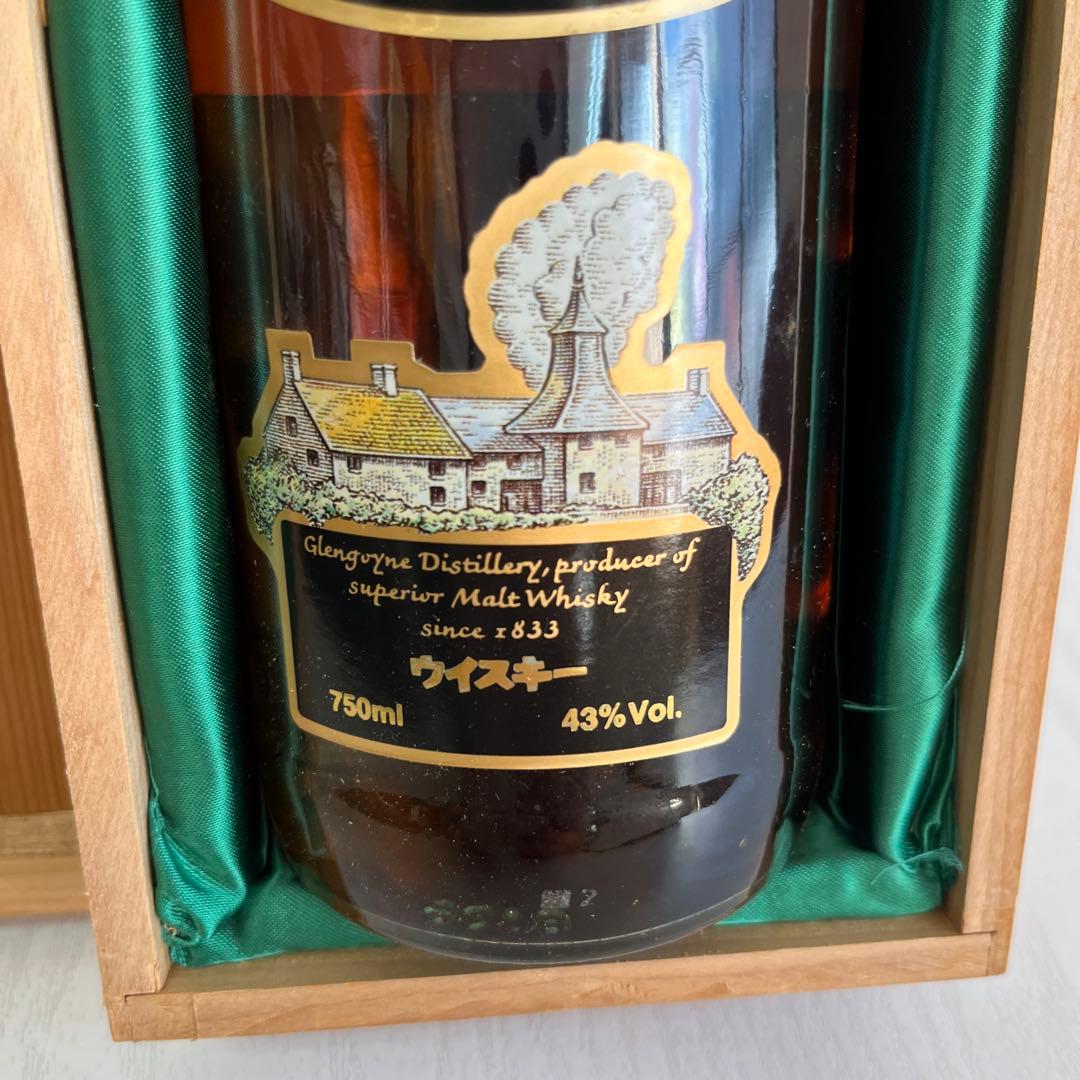 Glengoyne Distillery, producer of
superior Malt Whisky
since 1833
ウイスキー
750ml 43% Vol.